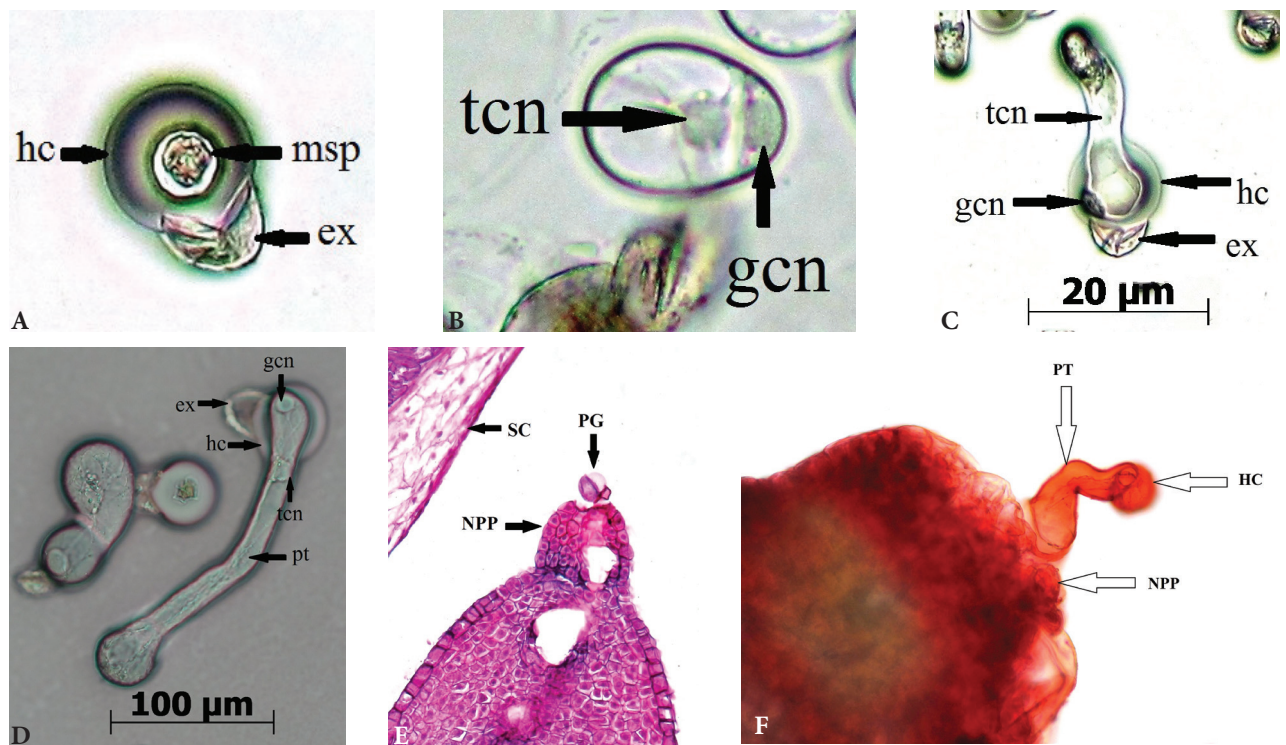 hc
msp
ex
A
tcn
gcn
B
tcn
gcn
hc
ex
20 µm
C
gcn
ex
hc
tcn
pt
100 µm
D
SC
PG
NPP
E
PT
HC
NPP
F